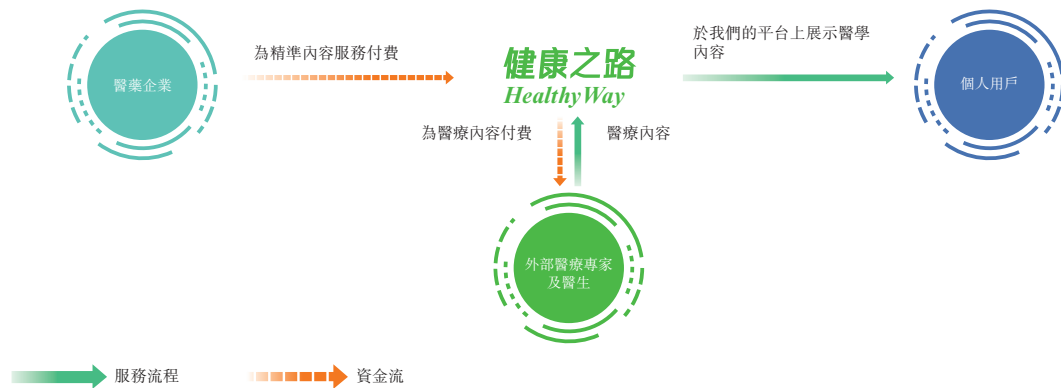 為精準內容服務付費
於我們的平台上展示醫學
內容
醫藥企業
健康之路
HealthyWay
個人用戶
為醫療內容付費
醫療內容
外部醫療專家
及醫生
服務流程
資金流